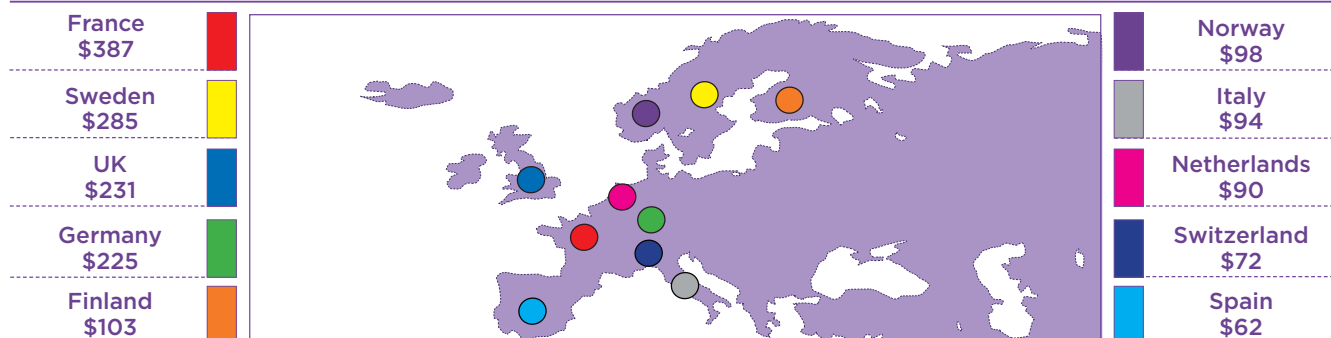 France
$387
Sweden
$285
UK
$231
Germany
$225
Finland
$103
Norway
$98
Italy
$94
Netherlands
$90
Switzerland
$72
Spain
$62